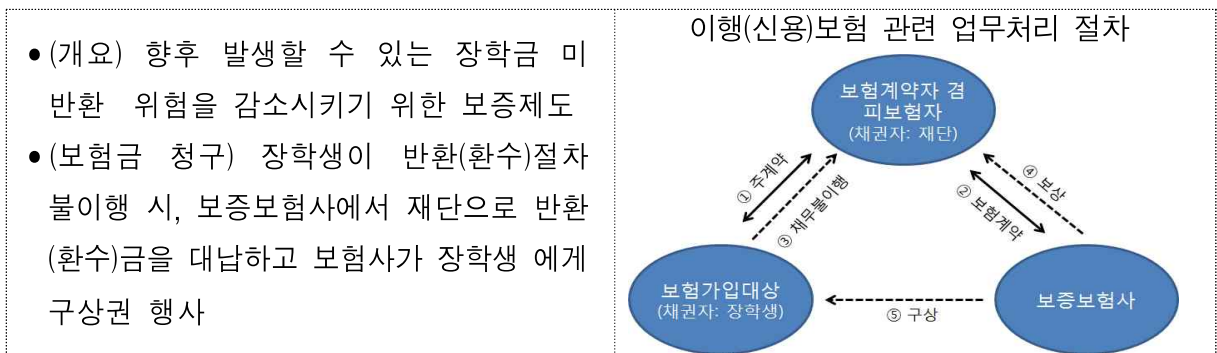 • (개요) 향후 발생할 수 있는 장학금 미
반환 위험을 감소시키기 위한 보증제도
• (보험금 청구) 장학생이 반환(환수)절차
불이행 시, 보증보험사에서 재단으로 반환
(환수)금을 대납하고 보험사가 장학생 에게
구상권 행사
이행(신용)보험 관련 업무처리 절차
보험계약자 겸
피보험자
(채권자: 재단)
① 주계약
③ 채무불이행
④ 보상
② 보험계약
보험가입대상
(채권자: 장학생)
⑤ 구상
보증보험사